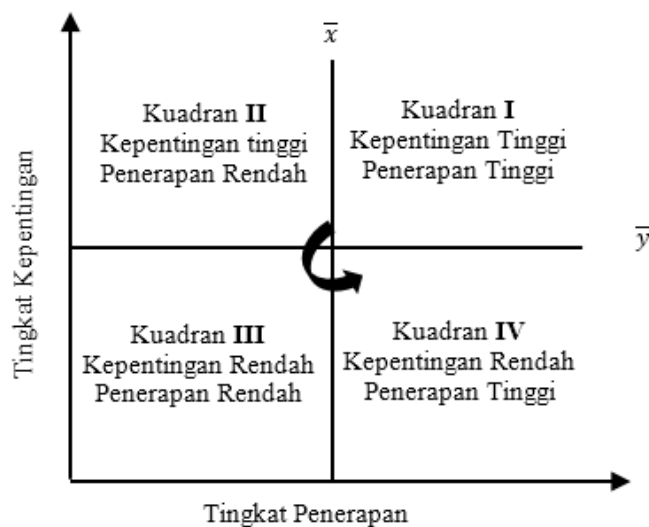 x̅
Kuadran II
Kepentingan tinggi
Penerapan Rendah
Kuadran I
Kepentingan Tinggi
Penerapan Tinggi
y̅
Tingkat Kepentingan
Kuadran III
Kepentingan Rendah
Penerapan Rendah
Kuadran IV
Kepentingan Rendah
Penerapan Tinggi
Tingkat Penerapan